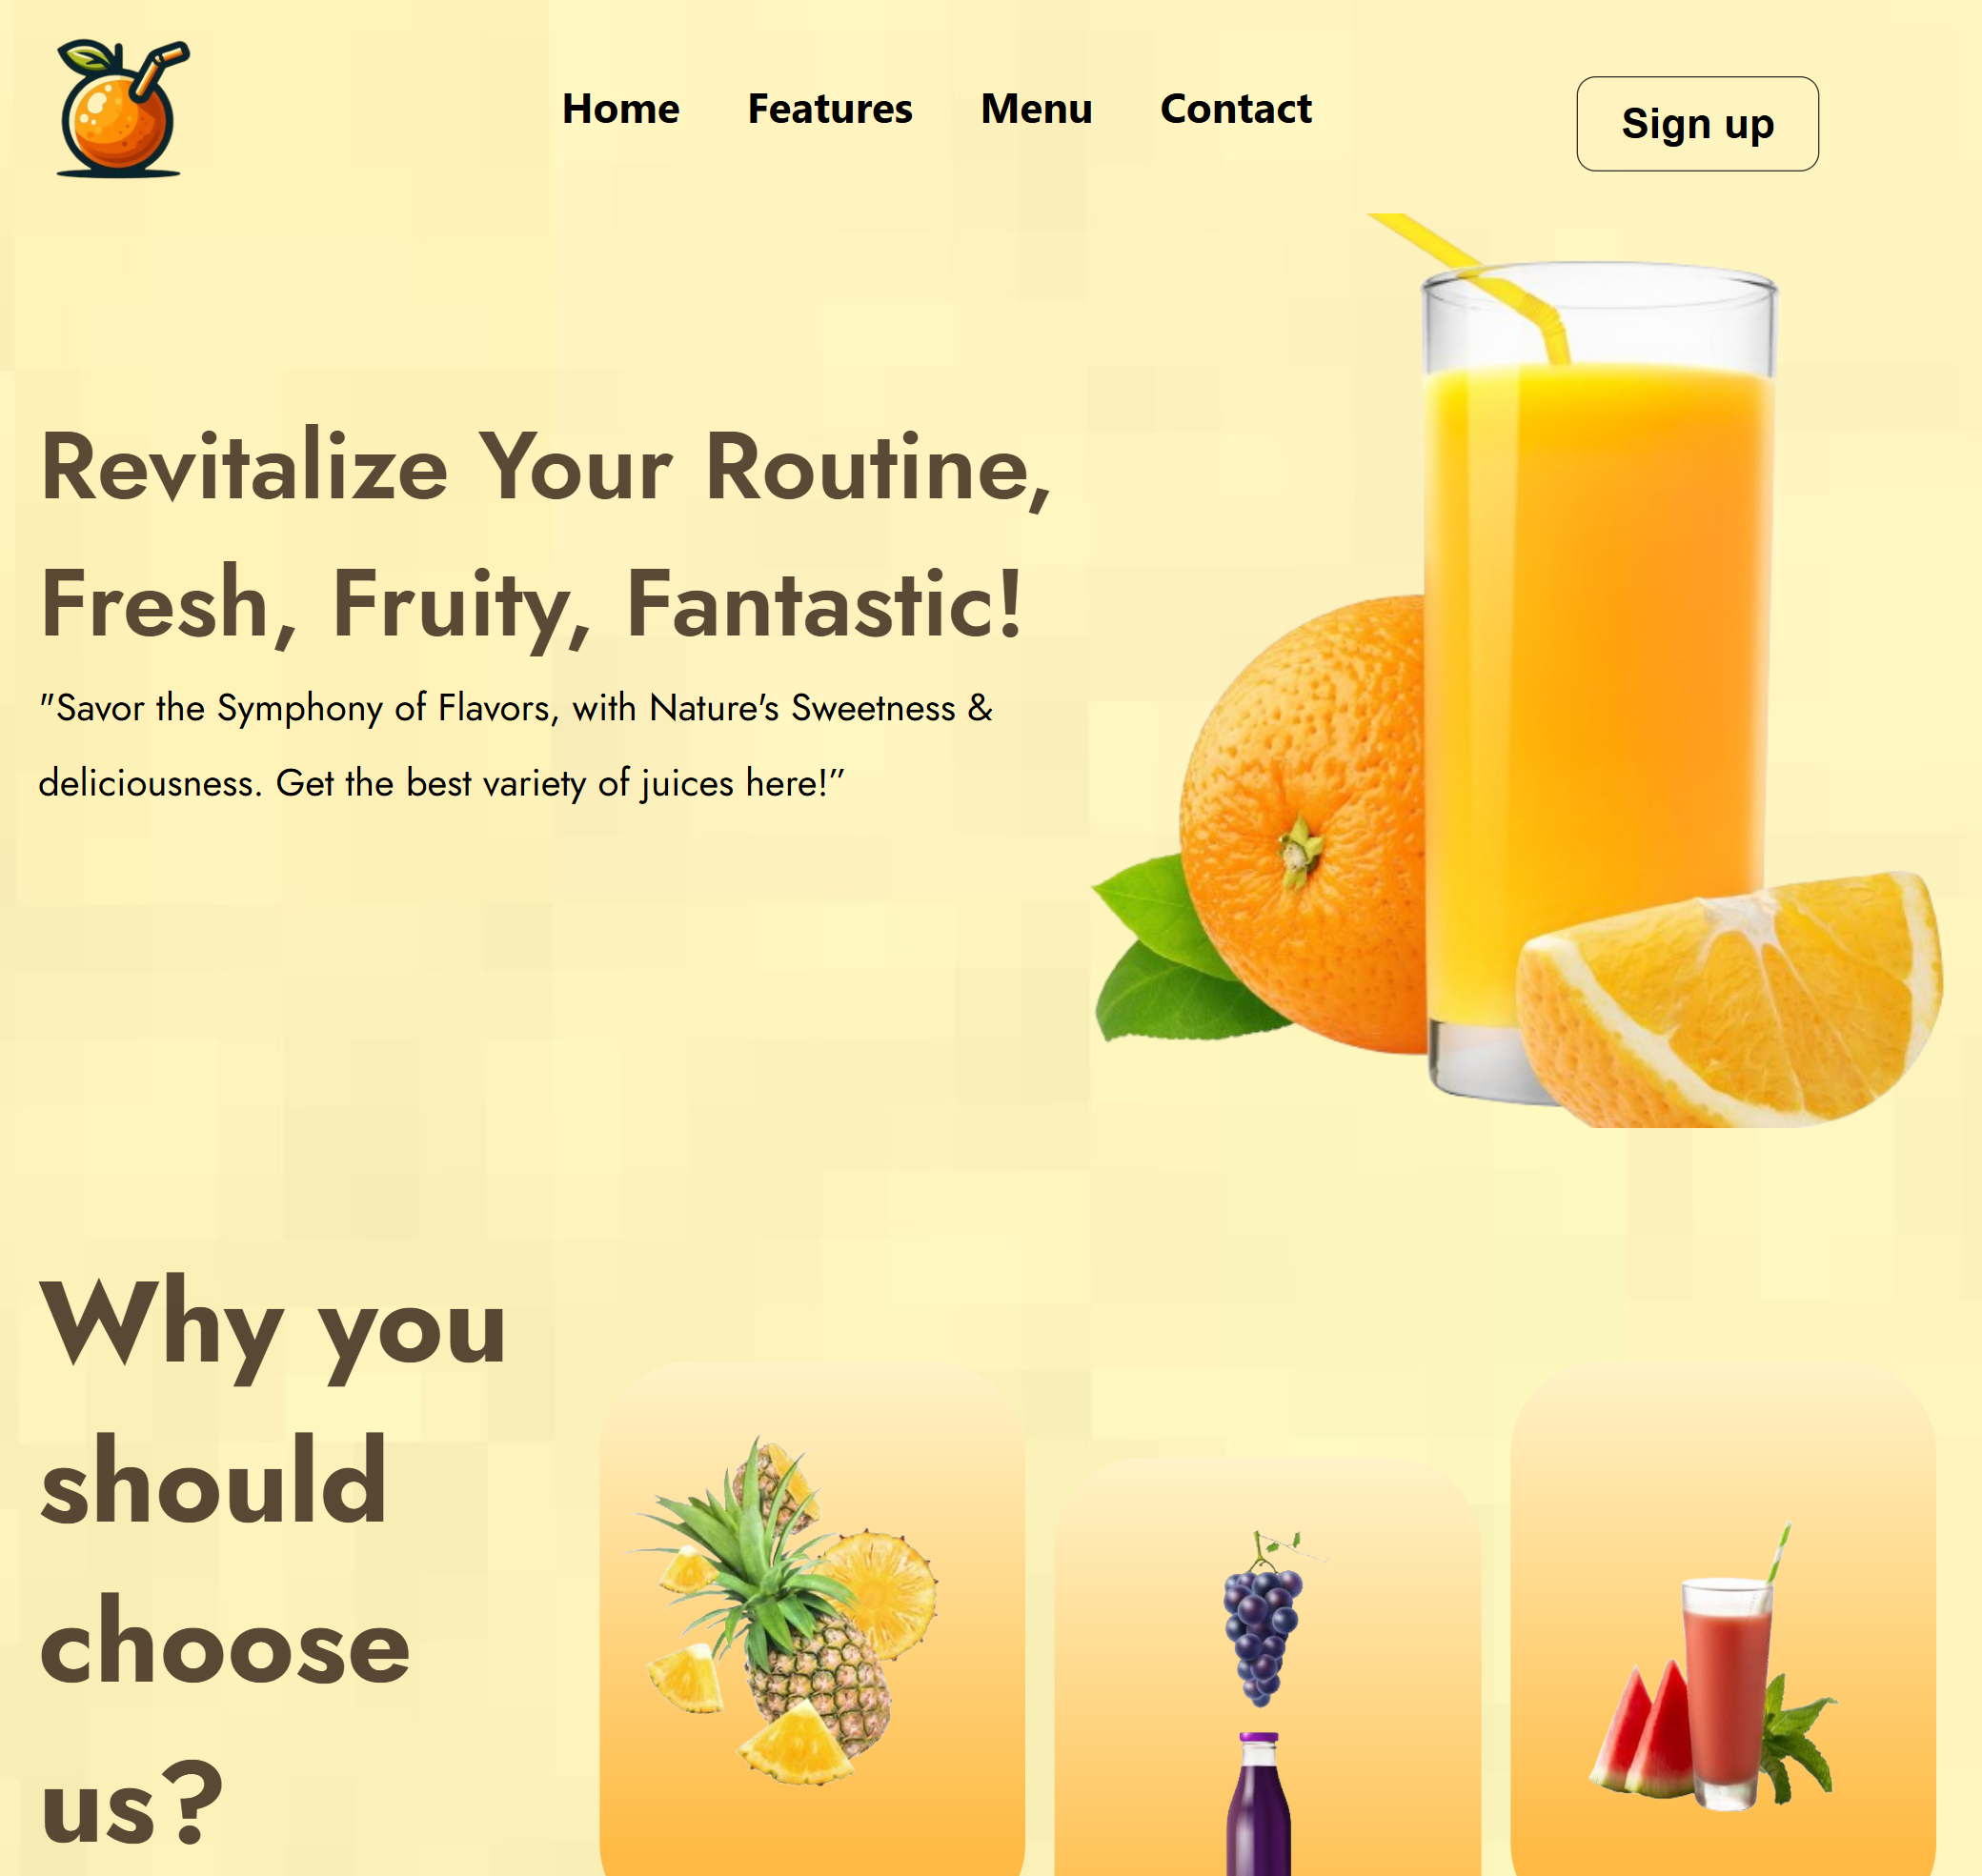 Home Features Menu Contact
Sign up
Revitalize Your Routine,
Fresh, Fruity, Fantastic!
"Savor the Symphony of Flavors, with Nature's Sweetness &
deliciousness. Get the best variety of juices here!”
Why you
should
choose
us?